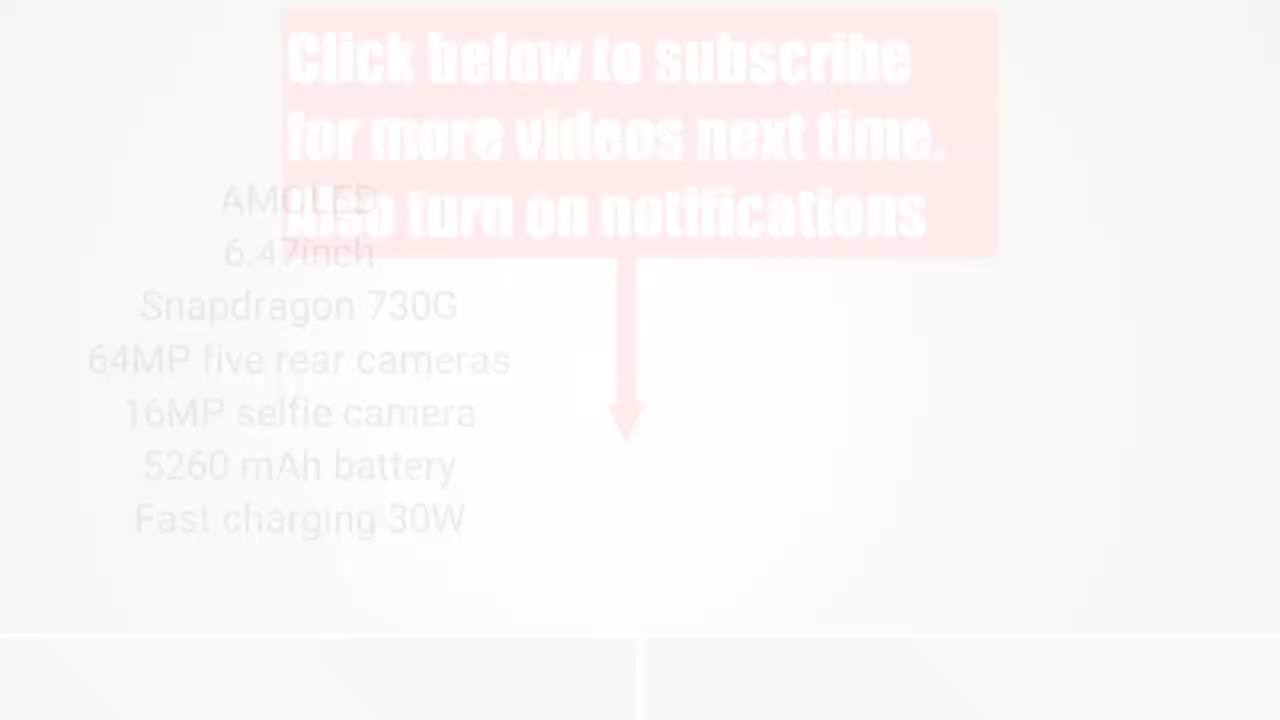 Click below to subscribe
for more videos next time.
Also turn on notifications
AMOLED
6.47inch
Snapdragon 730G
64MP five rear cameras
16MP selfie camera
5260 mAh battery
Fast charging 30W